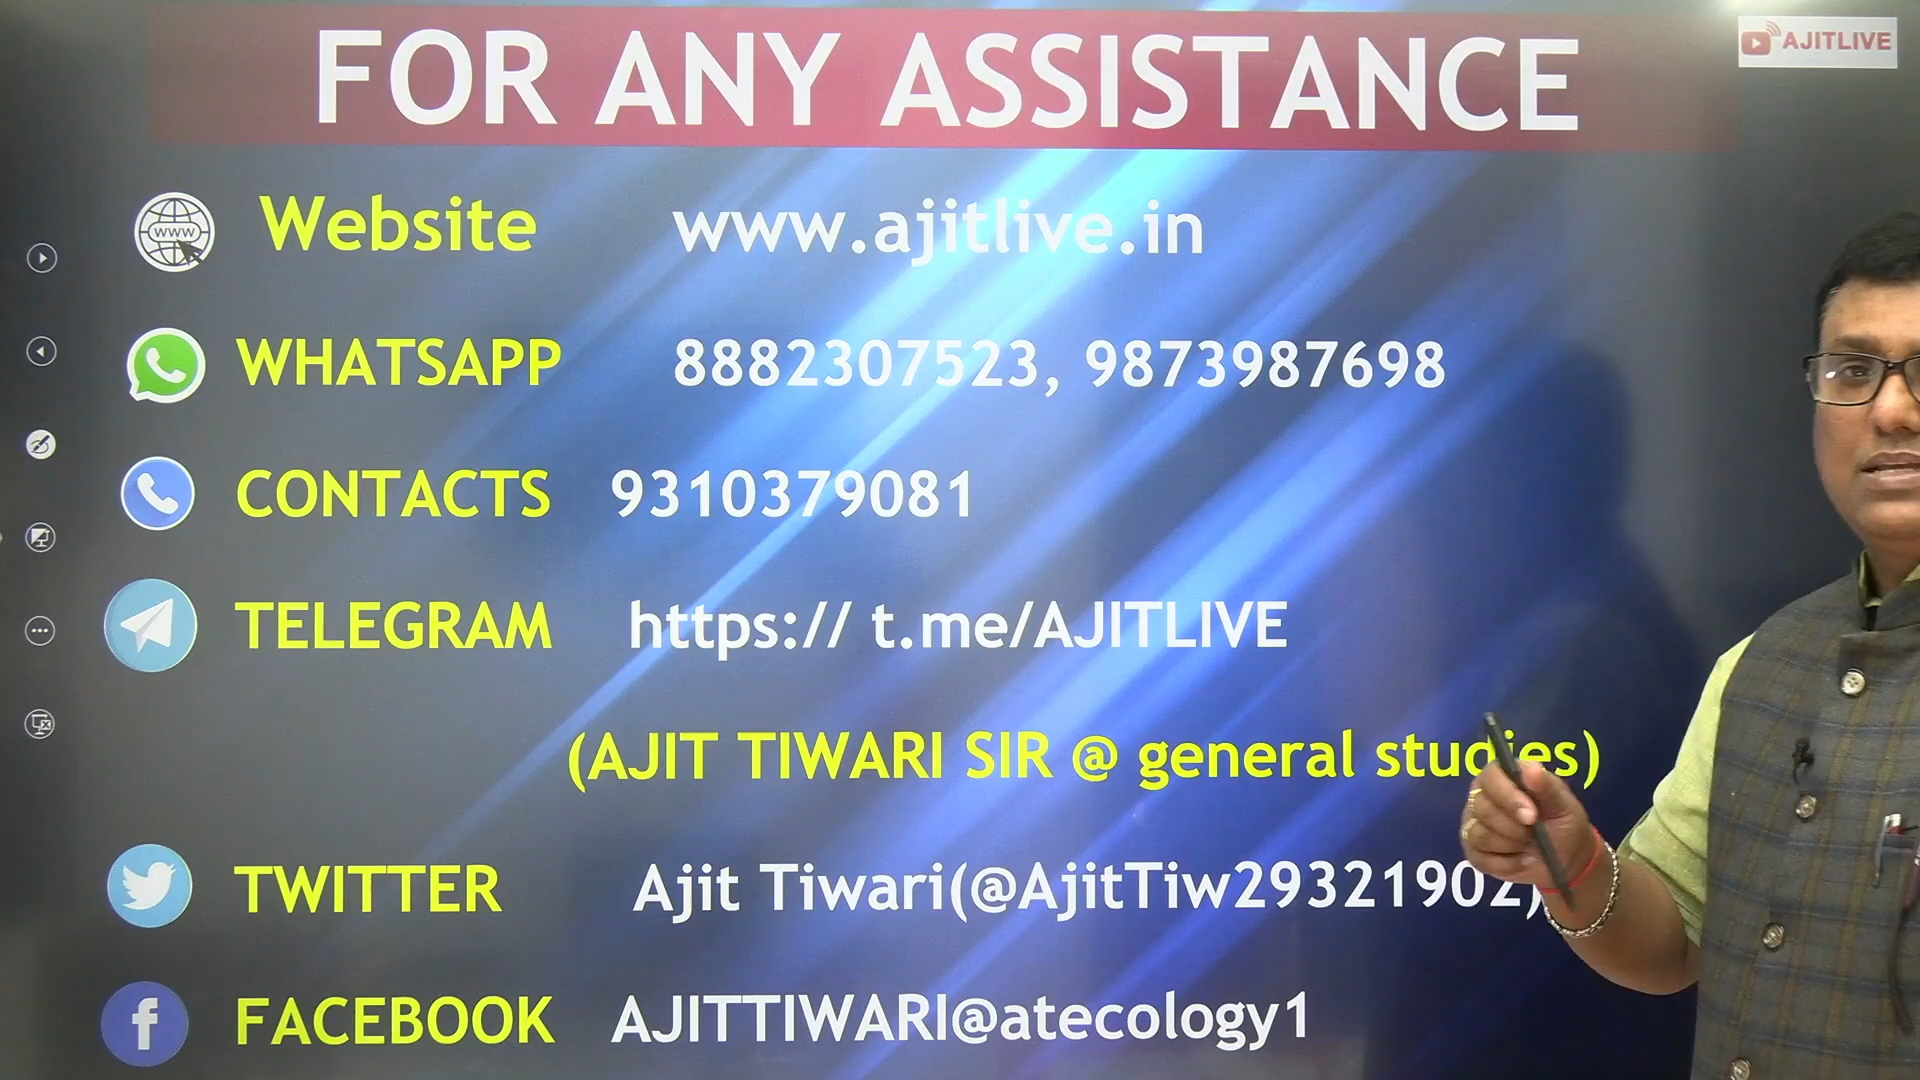 FOR ANY ASSISTANCE
AJITLIVE
www
Website www.ajitlive.in
WHATSAPP 8882307523, 9873987698
CONTACTS 9310379081
TELEGRAM https:// t.me/AJITLIVE
(AJIT TIWARI SIR @ general studies)
TWITTER Ajit Tiwari(@AjitTiw29321902)
FACEBOOK AJITTIWARI@atecology1